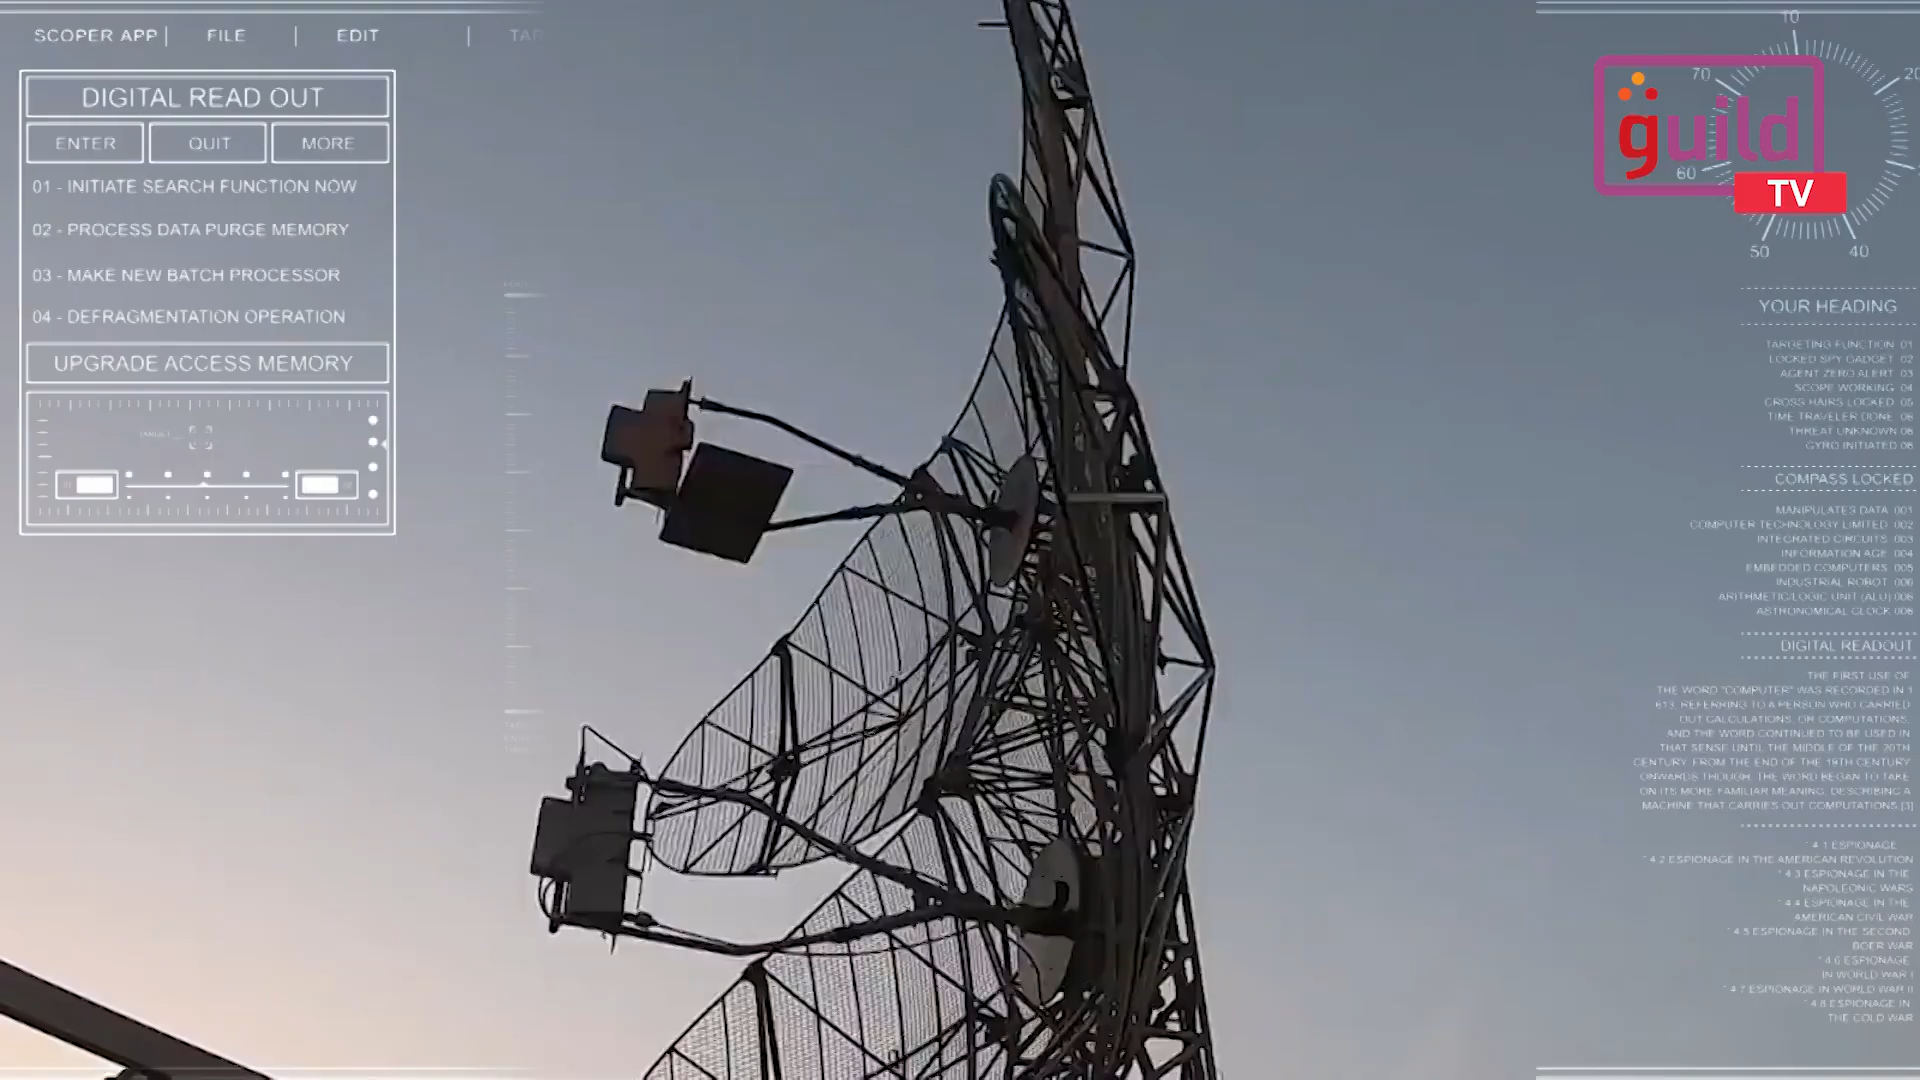 SCOPER APP | FILE | EDIT | TAR
DIGITAL READ OUT
ENTER QUIT MORE
01 - INITIATE SEARCH FUNCTION NOW
02 - PROCESS DATA PURGE MEMORY
03 - MAKE NEW BATCH PROCESSOR
04 - DEFRAGMENTATION OPERATION
UPGRADE ACCESS MEMORY
TARGET
guild
TV
10
20
70
60
50
40
YOUR HEADING
TARGETING FUNCTION 01
LOCKED SPY GADGET 02
AGENT ZERO ALERT 03
SCOPE WORKING 04
CROSS HAIRS LOCKED 05
TIME TRAVELER DONE 06
THREAT UNKNOWN 08
GYRO INITIATED 08
COMPASS LOCKED
MANIPULATES DATA 001
COMPUTER TECHNOLOGY LIMITED 002
INTEGRATED CIRCUITS 003
INFORMATION AGE 004
EMBEDDED COMPUTERS 005
INDUSTRIAL ROBOT 006
ARITHMETIC/LOGIC UNIT (ALU) 006
ASTRONOMICAL CLOCK 006
DIGITAL READOUT
THE FIRST USE OF
THE WORD "COMPUTER" WAS RECORDED IN 1
613, REFERRING TO A PERSON WHO CARRIED
OUT CALCULATIONS, OR COMPUTATIONS,
AND THE WORD CONTINUED TO BE USED IN
THAT SENSE UNTIL THE MIDDLE OF THE 20TH
CENTURY. FROM THE END OF THE 19TH CENTURY
ONWARDS THOUGH, THE WORD BEGAN TO TAKE
ON ITS MORE FAMILIAR MEANING, DESCRIBING A
MACHINE THAT CARRIES OUT COMPUTATIONS.[3]
* 4.1 ESPIONAGE
* 4.2 ESPIONAGE IN THE AMERICAN REVOLUTION
* 4.3 ESPIONAGE IN THE
NAPOLEONIC WARS
* 4.4 ESPIONAGE IN THE
AMERICAN CIVIL WAR
* 4.5 ESPIONAGE IN THE SECOND
BOER WAR
* 4.6 ESPIONAGE
IN WORLD WAR I
* 4.7 ESPIONAGE IN WORLD WAR II
* 4.8 ESPIONAGE IN
THE COLD WAR